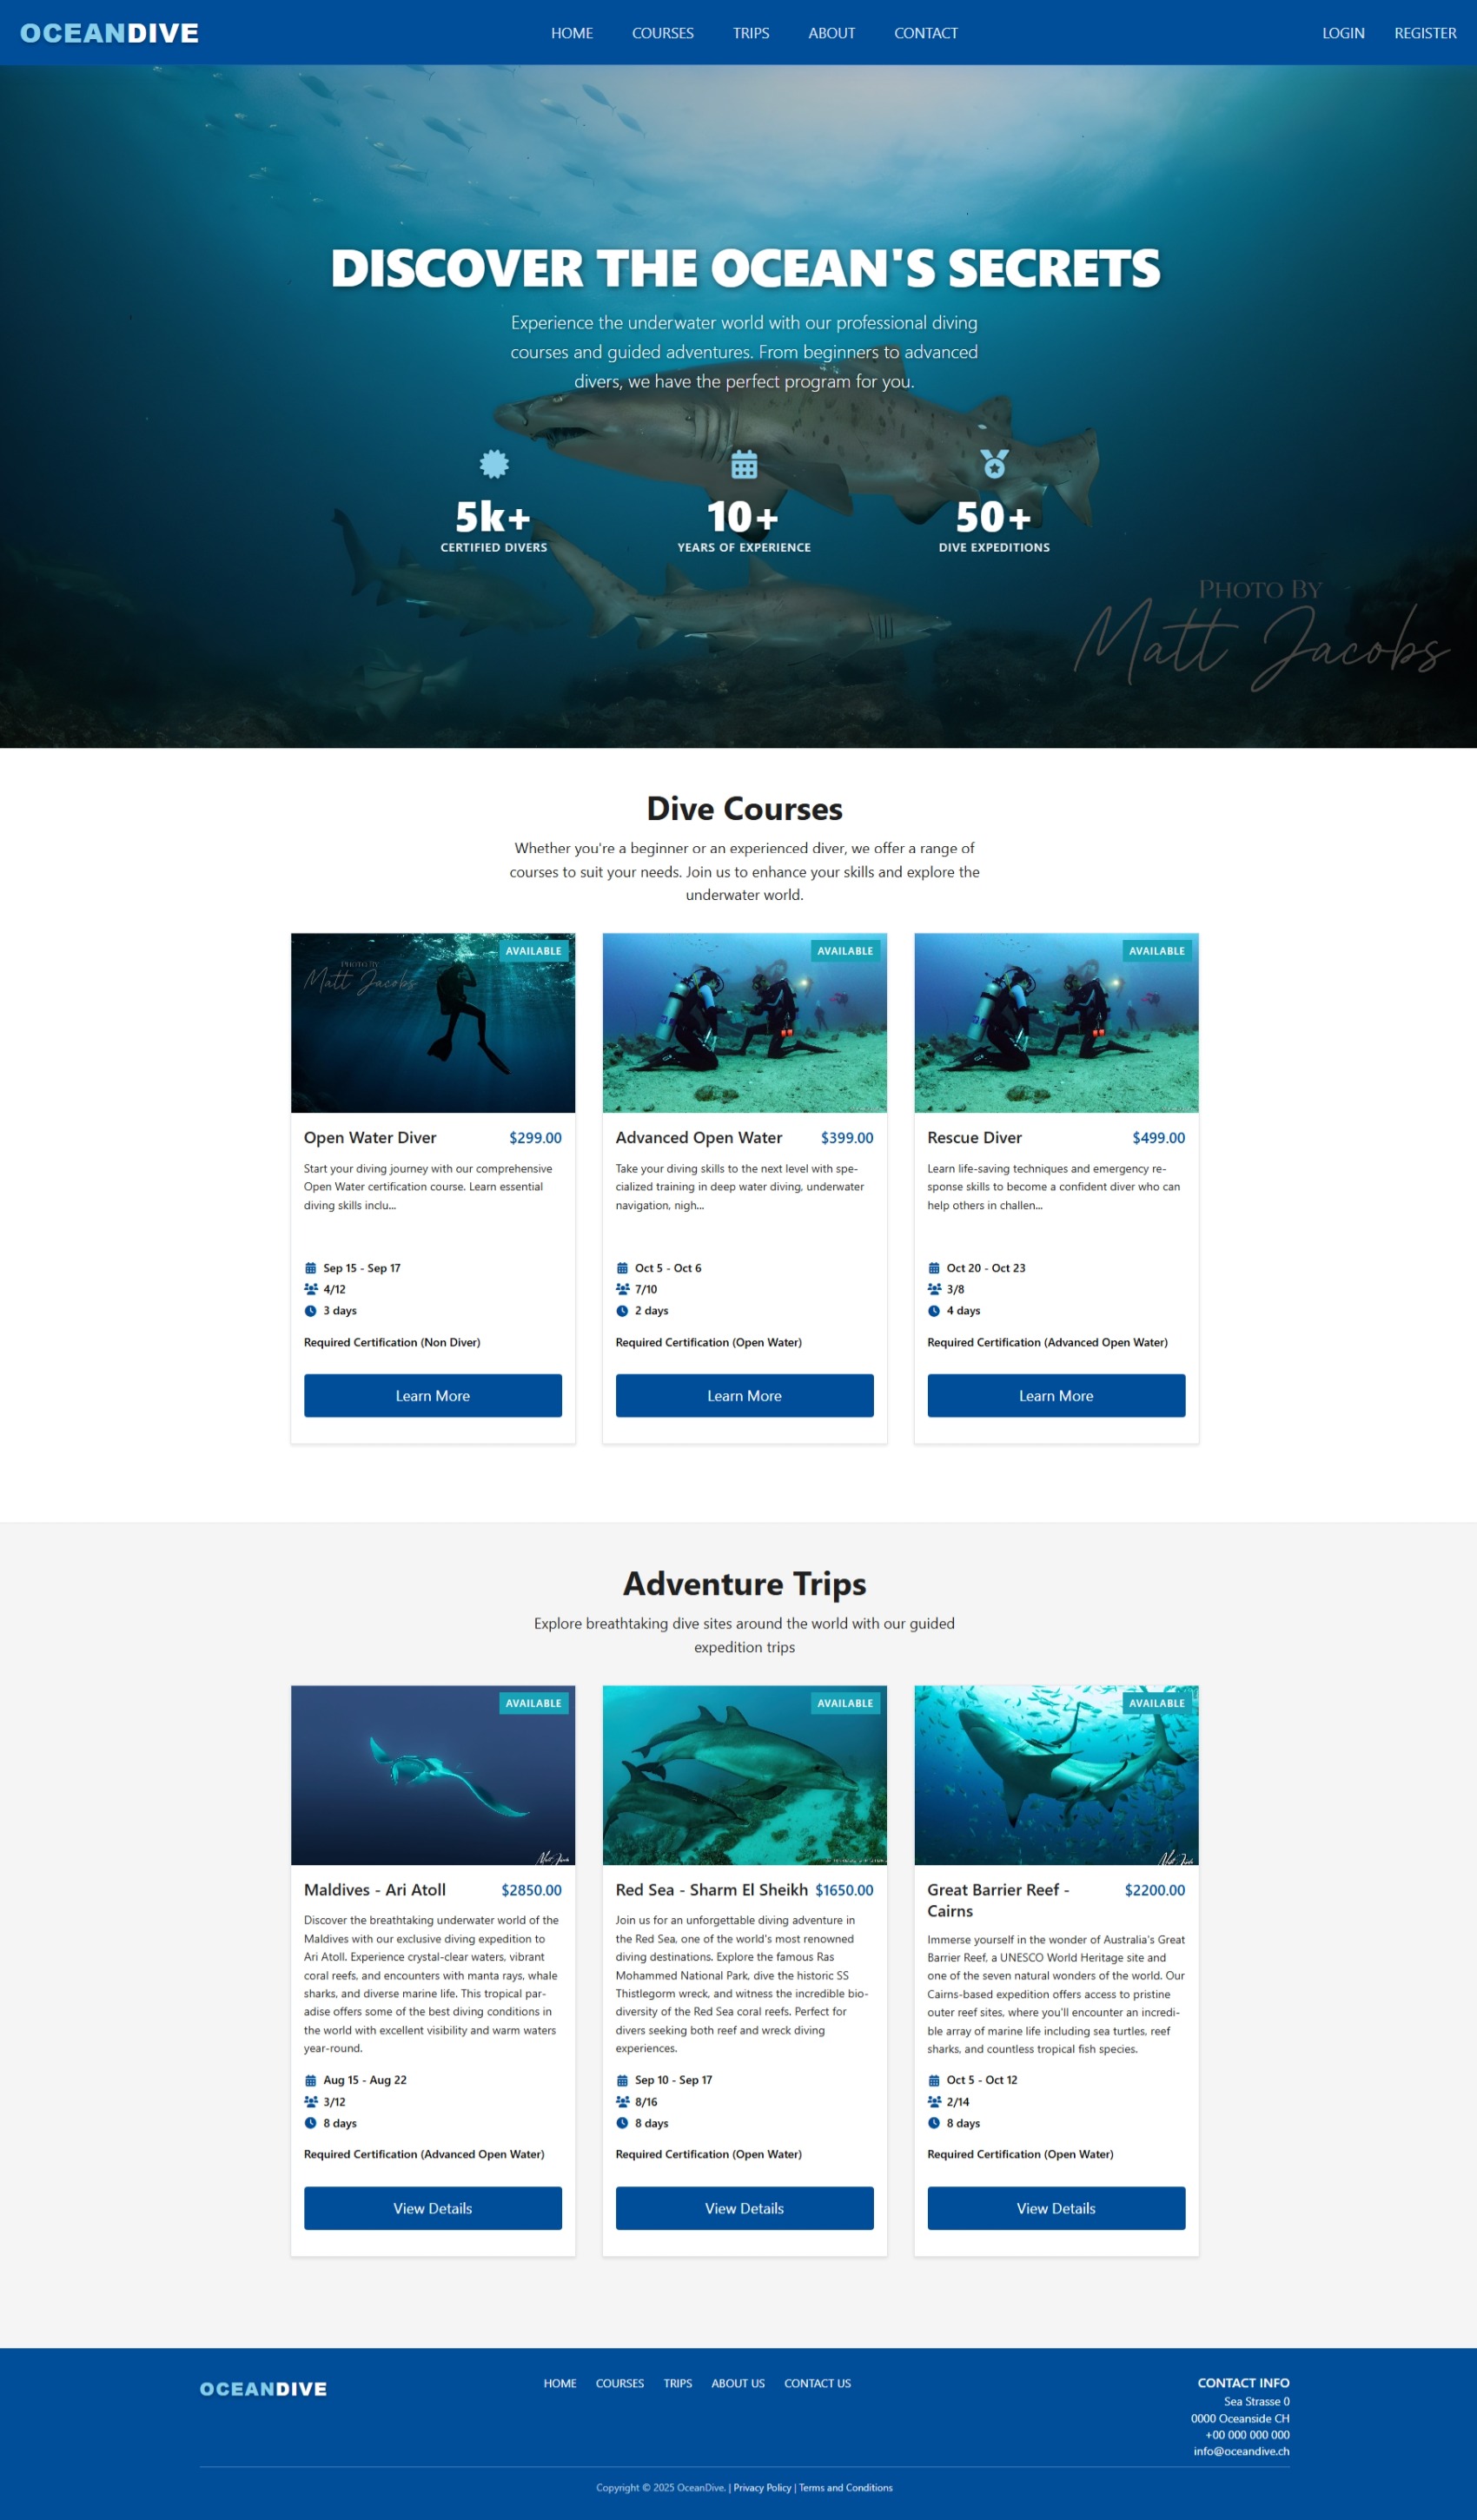 OCEANDIVE
HOME COURSES TRIPS ABOUT CONTACT
LOGIN REGISTER
DISCOVER THE OCEAN'S SECRETS
Experience the underwater world with our professional diving
courses and guided adventures. From beginners to advanced
divers, we have the perfect program for you.
5k+
CERTIFIED DIVERS
10+
YEARS OF EXPERIENCE
50+
DIVE EXPEDITIONS
PHOTO BY
Matt Jacobs
Dive Courses
Whether you're a beginner or an experienced diver, we offer a range of
courses to suit your needs. Join us to enhance your skills and explore the
underwater world.
AVAILABLE
PHOTO BY
Matt Jacobs
Open Water Diver $299.00
Start your diving journey with our comprehensive
Open Water certification course. Learn essential
diving skills inclu...
Sep 15 - Sep 17
4/12
3 days
Required Certification (Non Diver)
Learn More
AVAILABLE
Advanced Open Water $399.00
Take your diving skills to the next level with spe-
cialized training in deep water diving, underwater
navigation, nigh...
Oct 5 - Oct 6
7/10
2 days
Required Certification (Open Water)
Learn More
AVAILABLE
Rescue Diver $499.00
Learn life-saving techniques and emergency re-
sponse skills to become a confident diver who can
help others in challen...
Oct 20 - Oct 23
3/8
4 days
Required Certification (Advanced Open Water)
Learn More
Adventure Trips
Explore breathtaking dive sites around the world with our guided
expedition trips
AVAILABLE
Maldives - Ari Atoll $2850.00
Discover the breathtaking underwater world of the
Maldives with our exclusive diving expedition to
Ari Atoll. Experience crystal-clear waters, vibrant
coral reefs, and encounters with manta rays, whale
sharks, and diverse marine life. This tropical par-
adise offers some of the best diving conditions in
the world with excellent visibility and warm waters
year-round.
Aug 15 - Aug 22
3/12
8 days
Required Certification (Advanced Open Water)
View Details
AVAILABLE
Red Sea - Sharm El Sheikh $1650.00
Join us for an unforgettable diving adventure in
the Red Sea, one of the world's most renowned
diving destinations. Explore the famous Ras
Mohammed National Park, dive the historic SS
Thistlegorm wreck, and witness the incredible bio-
diversity of the Red Sea coral reefs. Perfect for
divers seeking both reef and wreck diving
experiences.
Sep 10 - Sep 17
8/16
8 days
Required Certification (Open Water)
View Details
AVAILABLE
Great Barrier Reef - $2200.00
Cairns
Immerse yourself in the wonder of Australia's Great
Barrier Reef, a UNESCO World Heritage site and
one of the seven natural wonders of the world. Our
Cairns-based expedition offers access to pristine
outer reef sites, where you'll encounter an incredi-
ble array of marine life including sea turtles, reef
sharks, and countless tropical fish species.
Oct 5 - Oct 12
2/14
8 days
Required Certification (Open Water)
View Details
OCEANDIVE
HOME COURSES TRIPS ABOUT US CONTACT US
CONTACT INFO
Sea Strasse 0
0000 Oceanside CH
+00 000 000 000
info@oceandive.ch
Copyright © 2025 OceanDive. | Privacy Policy | Terms and Conditions